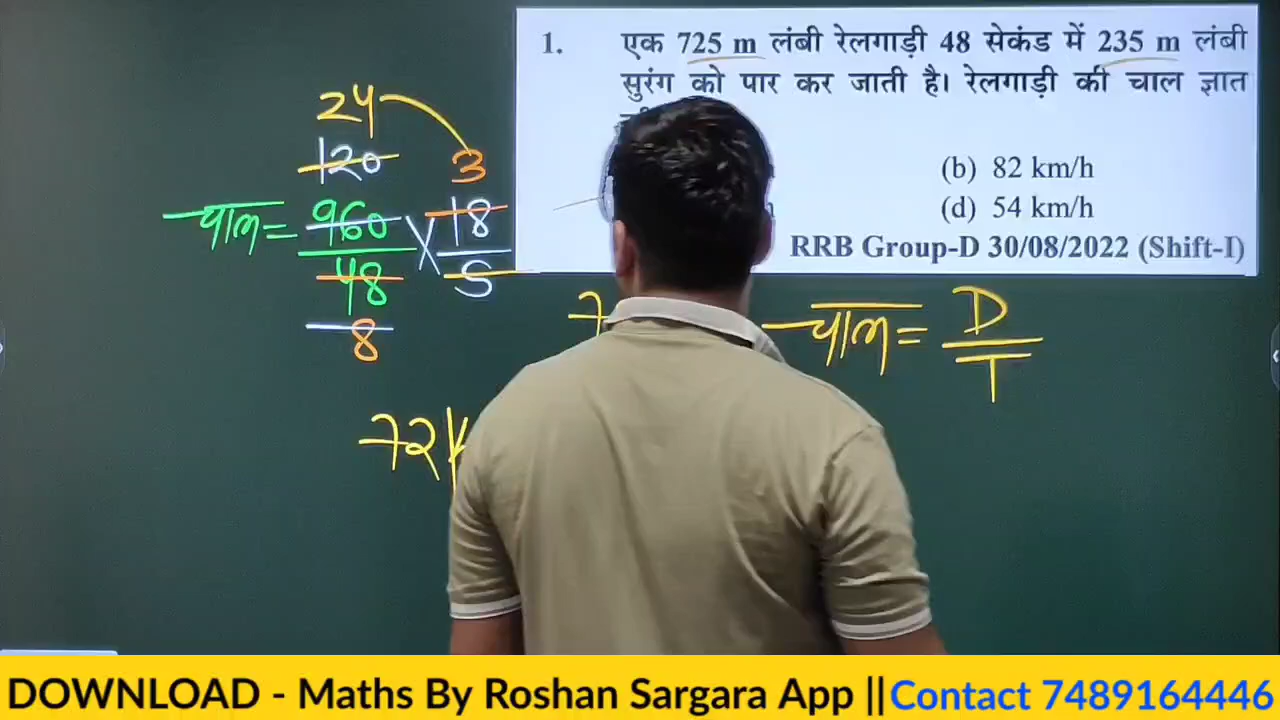 1. एक 725 m लंबी रेलगाड़ी 48 सेकंड में 235 m लंबी
सुरंग को पार कर जाती है। रेलगाड़ी की चाल ज्ञात
(b) 82 km/h
(d) 54 km/h
RRB Group-D 30/08/2022 (Shift-I)
24
120 3
चाल = 960 × 18
48 5
8
7
चाल = D
T
72 k
DOWNLOAD - Maths By Roshan Sargara App || Contact 7489164446